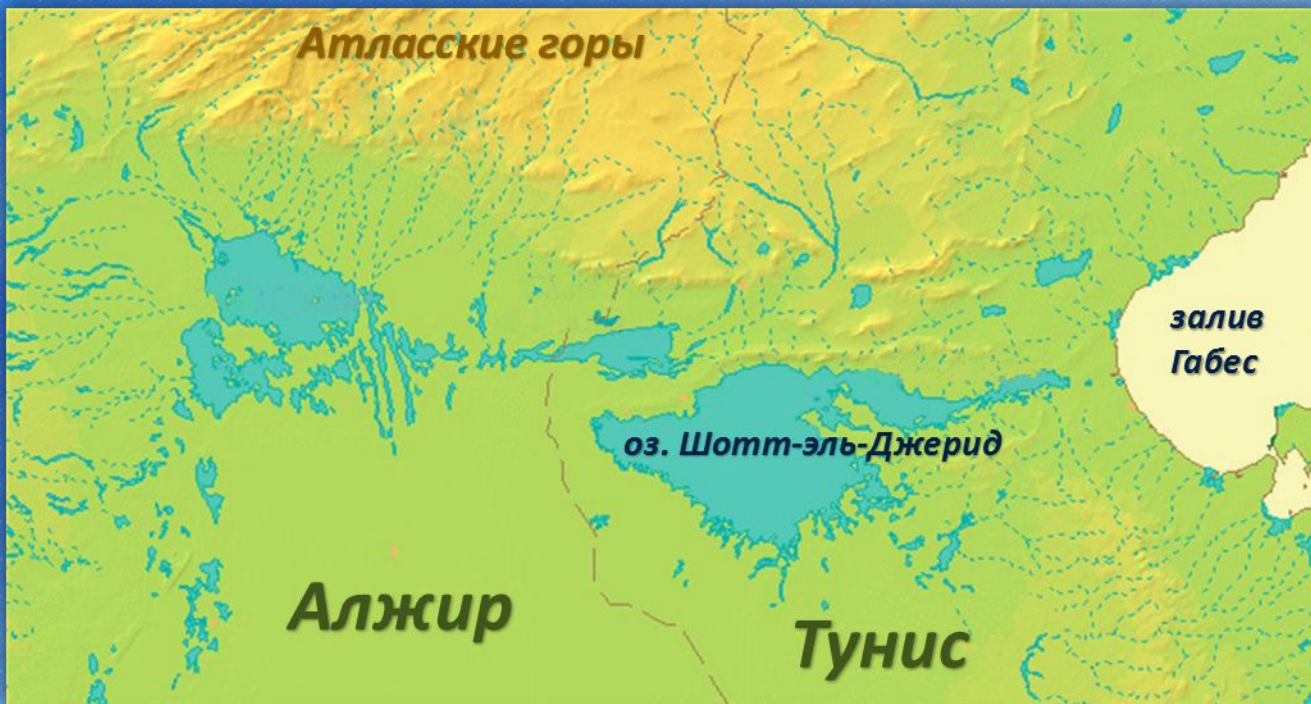 Атласские горы
залив
Габес
оз. Шотт-эль-Джерид
Алжир
Тунис